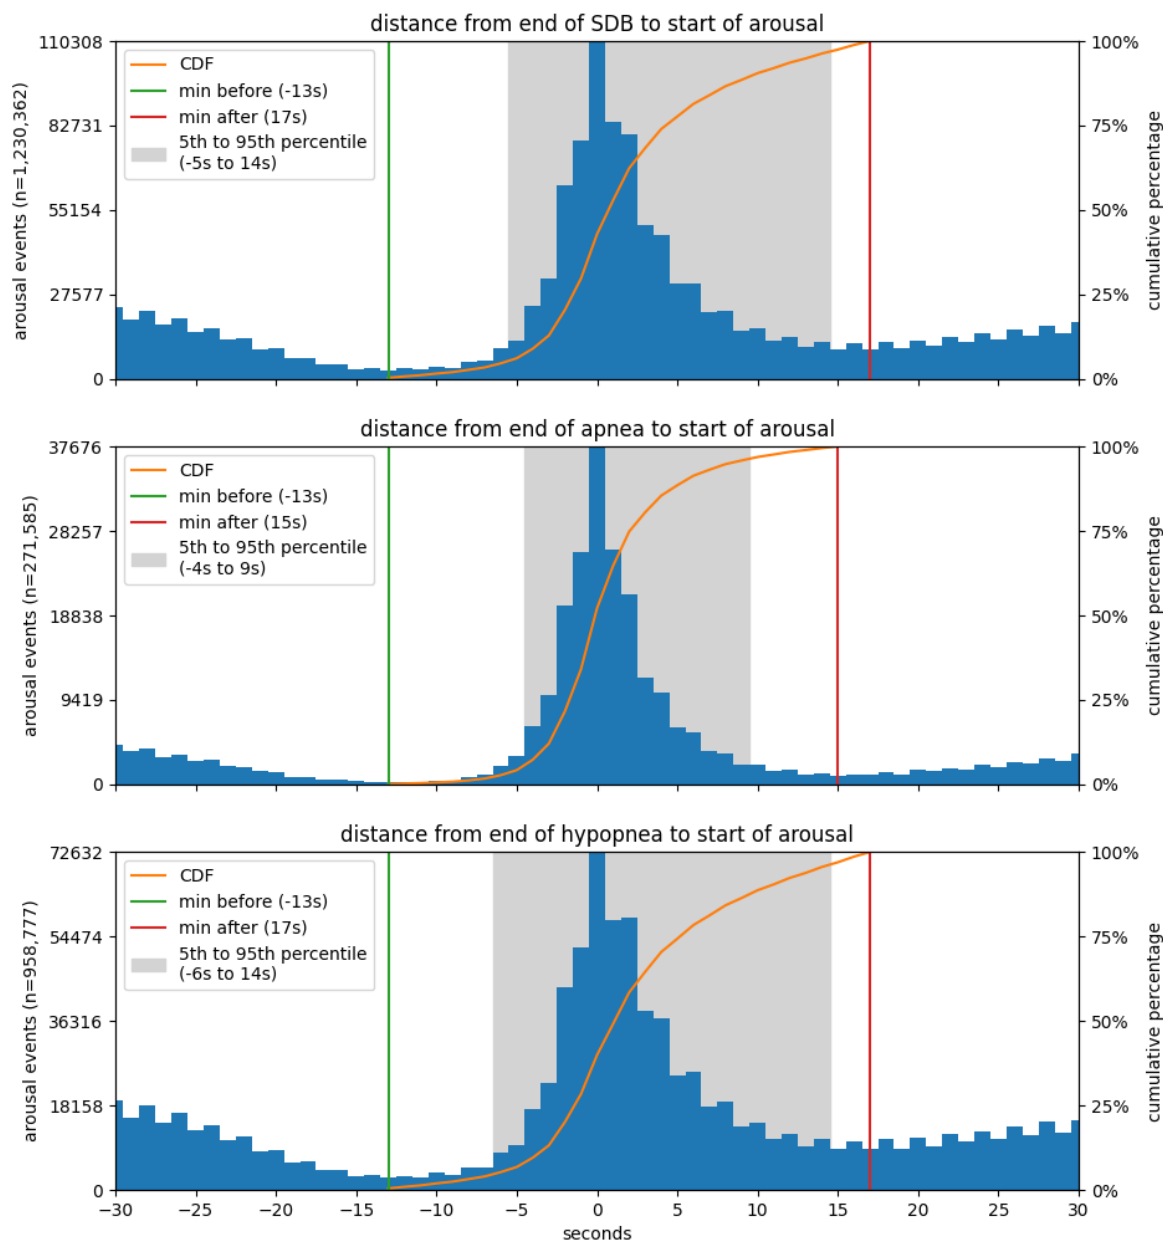 distance from end of SDB to start of arousal
110308
82731
55154
27577
0
arousal events (n=1,230,362)
CDF
min before (-13s)
min after (17s)
5th to 95th percentile
(-5s to 14s)
100%
75%
50%
25%
0%
cumulative percentage
distance from end of apnea to start of arousal
37676
28257
18838
9419
0
arousal events (n=271,585)
CDF
min before (-13s)
min after (15s)
5th to 95th percentile
(-4s to 9s)
100%
75%
50%
25%
0%
cumulative percentage
distance from end of hypopnea to start of arousal
72632
54474
36316
18158
0
arousal events (n=958,777)
CDF
min before (-13s)
min after (17s)
5th to 95th percentile
(-6s to 14s)
100%
75%
50%
25%
0%
cumulative percentage
−30 −25 −20 −15 −10 −5 0 5 10 15 20 25 30
seconds